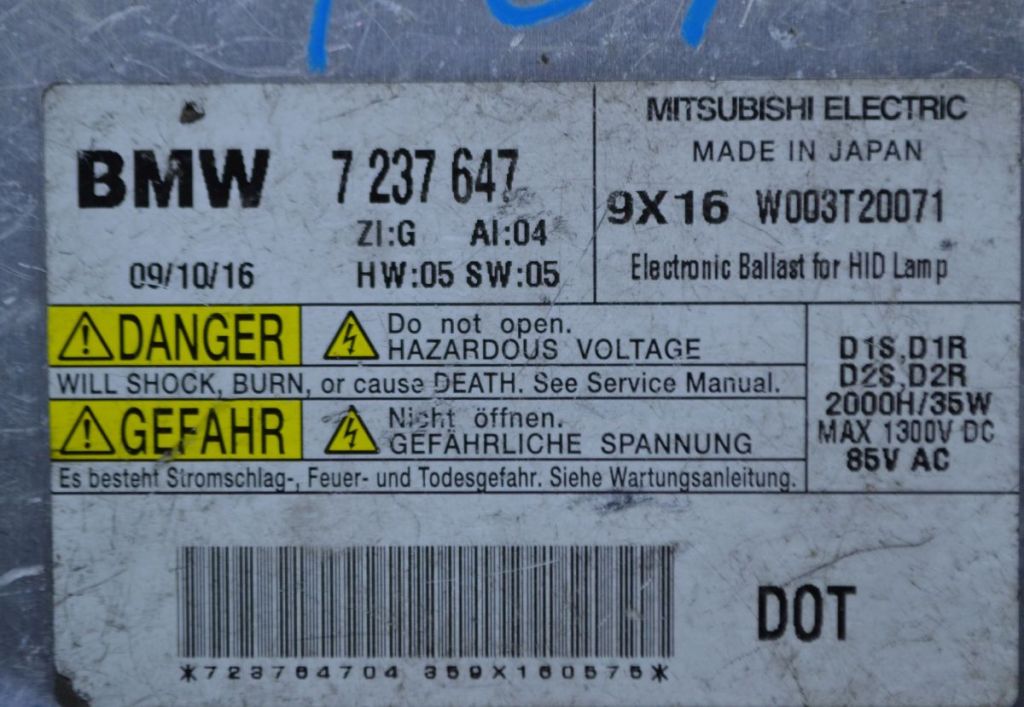 BMW 7 237 647
ZI:G AI:04
09/10/16 HW:05 SW:05
MITSUBISHI ELECTRIC
MADE IN JAPAN
9X16 W003T20071
Electronic Ballast for HID Lamp
DANGER Do not open.
HAZARDOUS VOLTAGE
WILL SHOCK, BURN, or cause DEATH. See Service Manual.
GEFAHR Nicht öffnen.
GEFÄHRLICHE SPANNUNG
Es besteht Stromschlag-, Feuer- und Todesgefahr. Siehe Wartungsanleitung.
D1S,D1R
D2S,D2R
2000H/35W
MAX 1300V DC
85V AC
*723764704 359X160575*
DOT